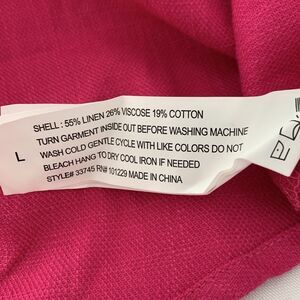 SHELL : 55% LINEN 26% VISCOSE 19% COTTON
TURN GARMENT INSIDE OUT BEFORE WASHING MACHINE
WASH COLD GENTLE CYCLE WITH LIKE COLORS DO NOT
BLEACH HANG TO DRY COOL IRON IF NEEDED
STYLE# 33745 RN# 101229 MADE IN CHINA
L